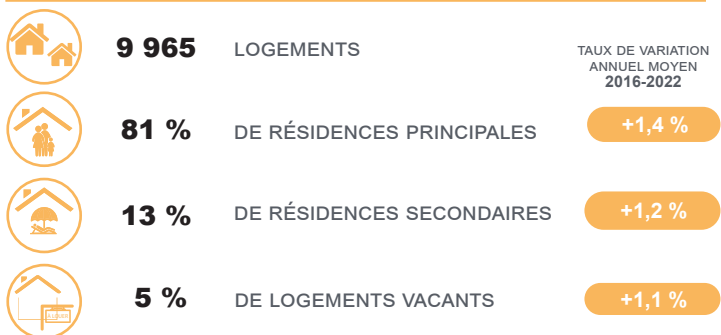 9 965 LOGEMENTS
TAUX DE VARIATION
ANNUEL MOYEN
2016-2022
81 % DE RÉSIDENCES PRINCIPALES +1,4 %
13 % DE RÉSIDENCES SECONDAIRES +1,2 %
5 % DE LOGEMENTS VACANTS +1,1 %